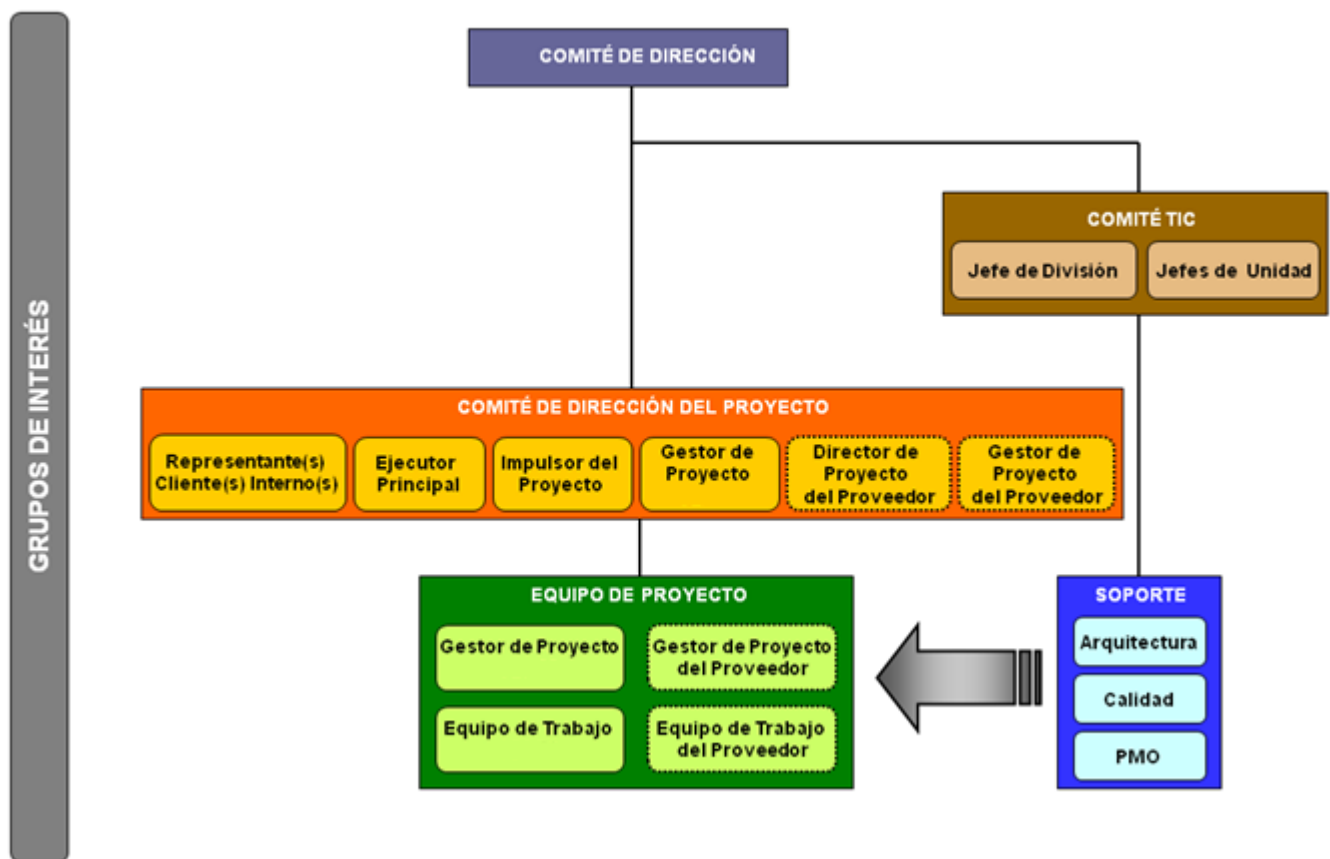 GRUPOS DE INTERÉS
COMITÉ DE DIRECCIÓN
COMITÉ TIC
Jefe de División
Jefes de Unidad
COMITÉ DE DIRECCIÓN DEL PROYECTO
Representante(s)
Cliente(s) Interno(s)
Ejecutor
Principal
Impulsor del
Proyecto
Gestor de
Proyecto
Director de
Proyecto
del Proveedor
Gestor de
Proyecto
del Proveedor
EQUIPO DE PROYECTO
Gestor de Proyecto
Gestor de Proyecto
del Proveedor
Equipo de Trabajo
Equipo de Trabajo
del Proveedor
SOPORTE
Arquitectura
Calidad
PMO